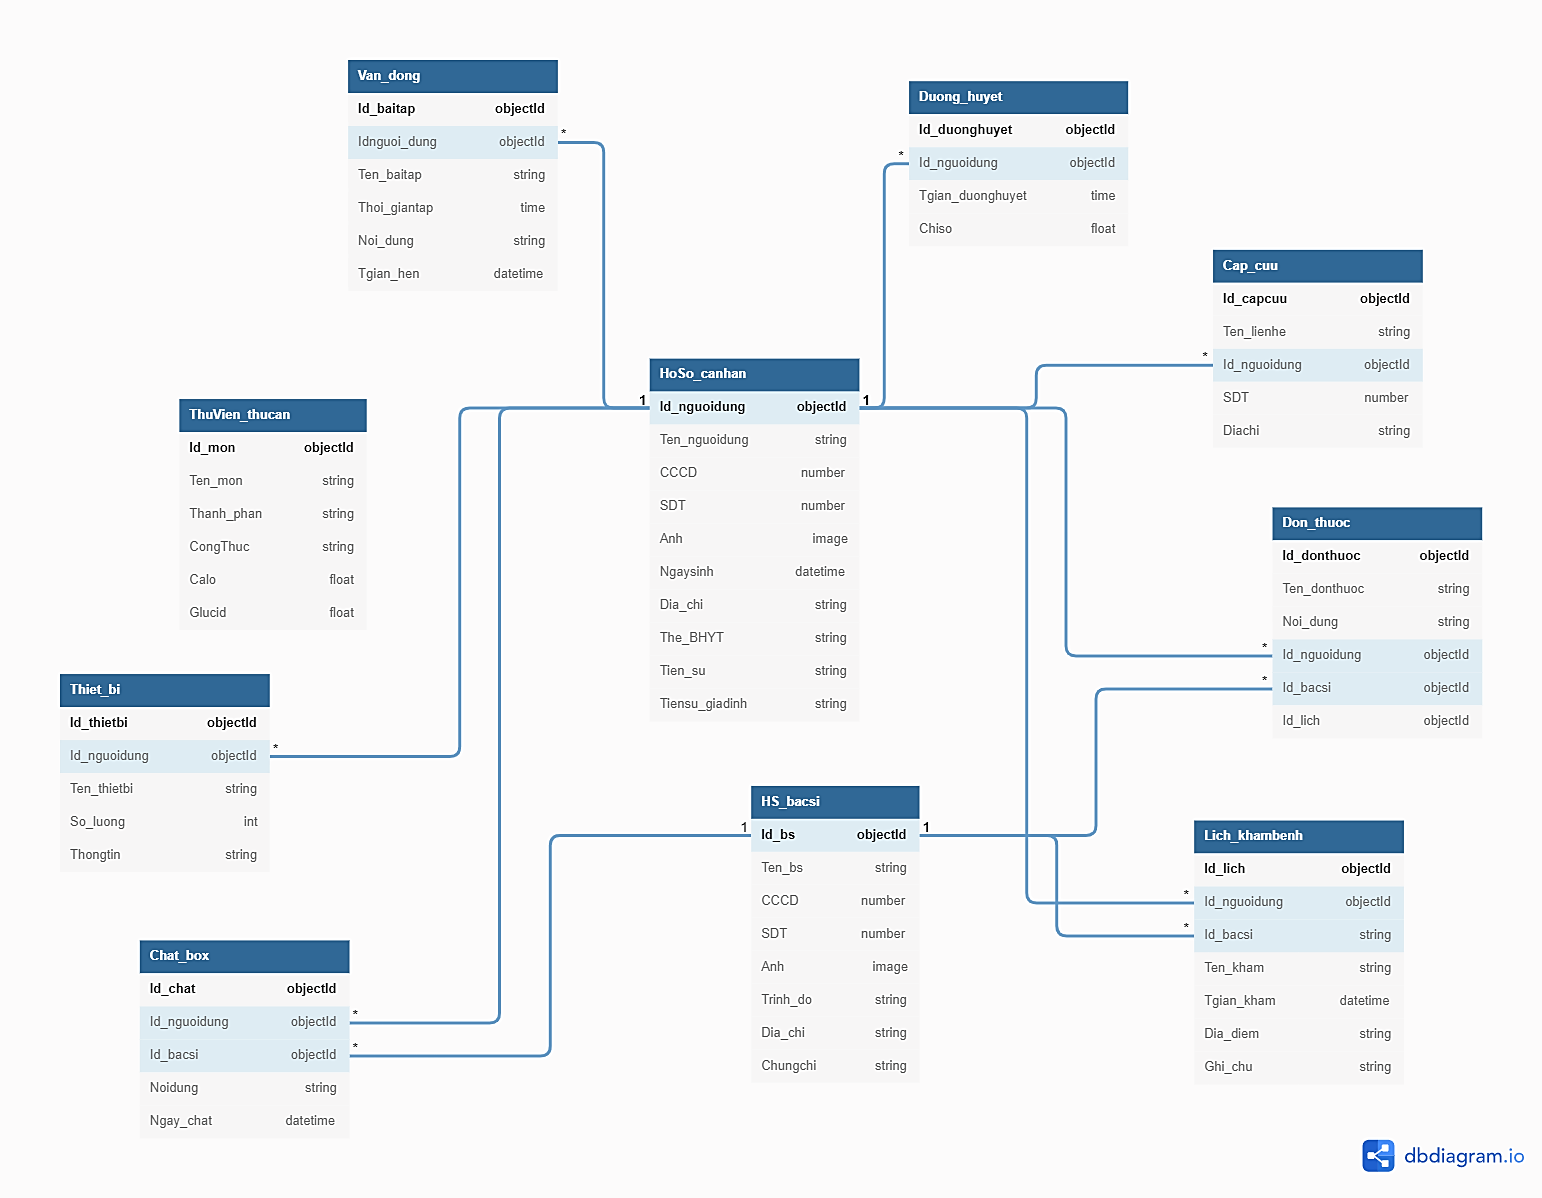 Van_dong
Id_baitap objectId
Idnguoi_dung objectId
Ten_baitap string
Thoi_giantap time
Noi_dung string
Tgian_hen datetime
*
Duong_huyet
Id_duonghuyet objectId
Id_nguoidung objectId
Tgian_duonghuyet time
Chiso float
*
Cap_cuu
Id_capcuu objectId
Ten_lienhe string
Id_nguoidung objectId
SDT number
Diachi string
*
HoSo_canhan
Id_nguoidung objectId
Ten_nguoidung string
CCCD number
SDT number
Anh image
Ngaysinh datetime
Dia_chi string
The_BHYT string
Tien_su string
Tiensu_giadinh string
1
1
ThuVien_thucan
Id_mon objectId
Ten_mon string
Thanh_phan string
CongThuc string
Calo float
Glucid float
Don_thuoc
Id_donthuoc objectId
Ten_donthuoc string
Noi_dung string
Id_nguoidung objectId
Id_bacsi objectId
Id_lich objectId
*
*
Thiet_bi
Id_thietbi objectId
Id_nguoidung objectId
Ten_thietbi string
So_luong int
Thongtin string
*
HS_bacsi
Id_bs objectId
Ten_bs string
CCCD number
SDT number
Anh image
Trinh_do string
Dia_chi string
Chungchi string
1
1
Lich_khambenh
Id_lich objectId
Id_nguoidung objectId
Id_bacsi string
Ten_kham string
Tgian_kham datetime
Dia_diem string
Ghi_chu string
*
*
Chat_box
Id_chat objectId
Id_nguoidung objectId
Id_bacsi objectId
Noidung string
Ngay_chat datetime
*
*
dbdiagram.io